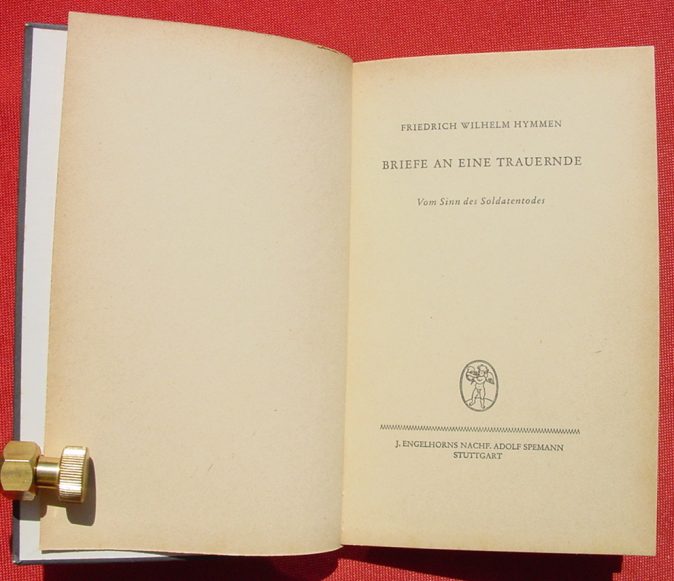 FRIEDRICH WILHELM HYMMEN
BRIEFE AN EINE TRAUERNDE
Vom Sinn des Soldatentodes
J. ENGELHORNS NACHF. ADOLF SPEMANN
STUTTGART